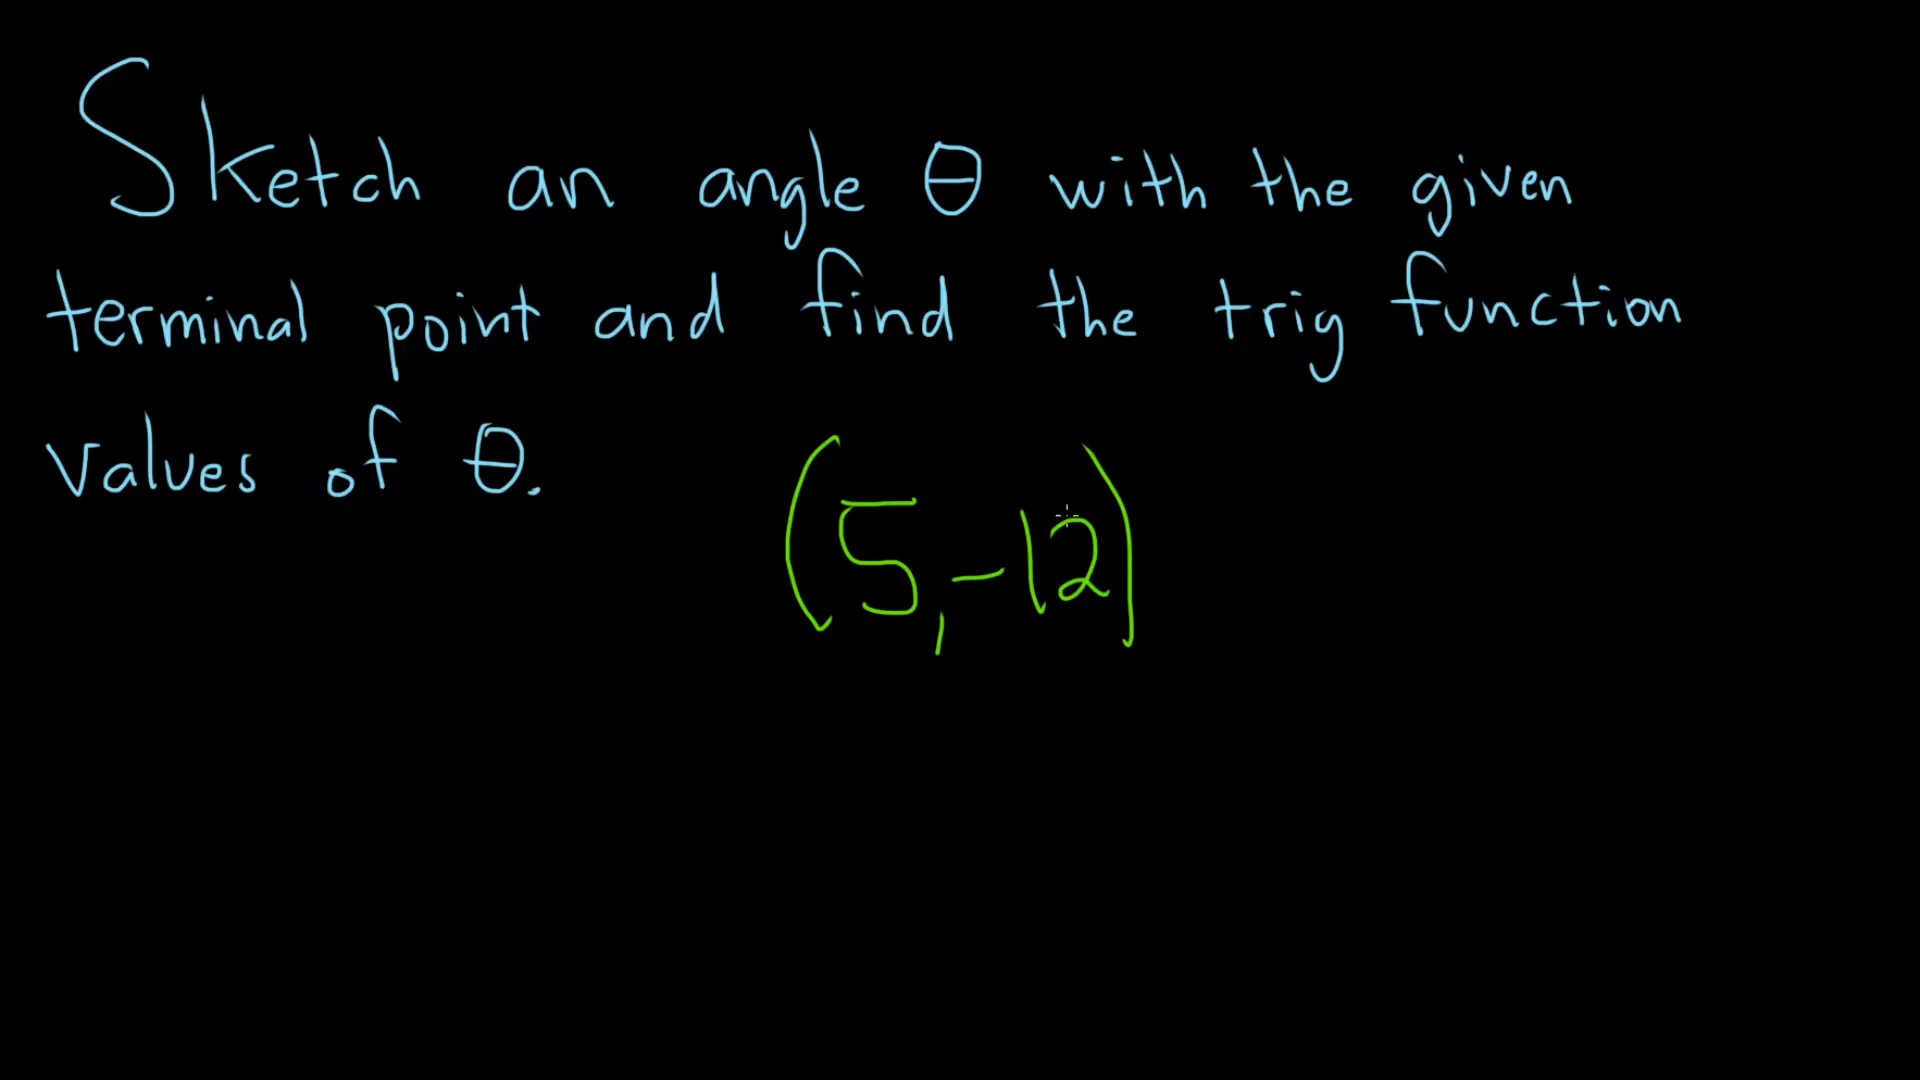 Sketch an angle θ with the given
terminal point and find the trig function
values of θ.
(5,-12)